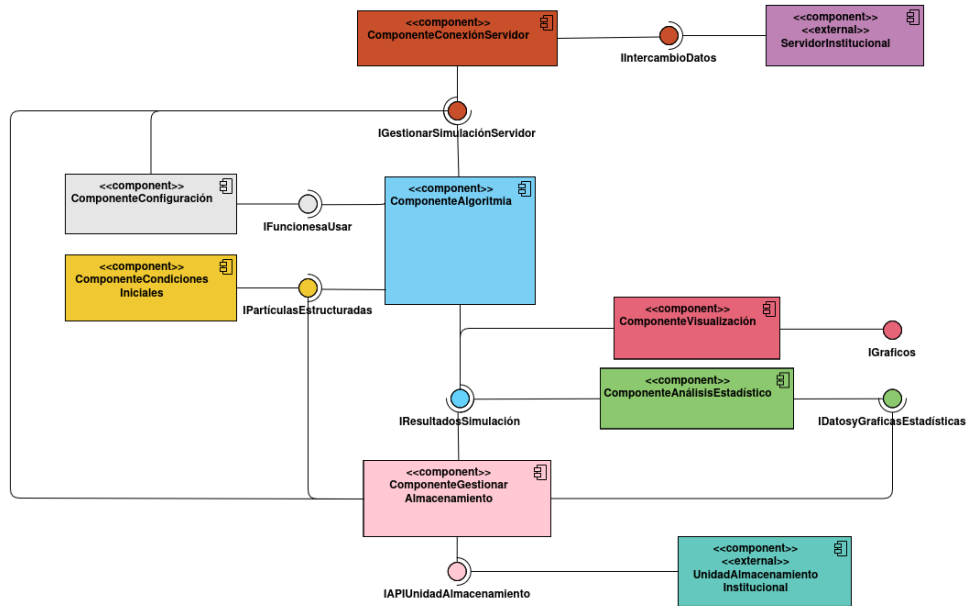 <<component>>
ComponenteConexiónServidor
<<component>>
<<external>>
ServidorInstitucional
IIntercambioDatos
IGestionarSimulaciónServidor
<<component>>
ComponenteConfiguración
<<component>>
ComponenteAlgoritmia
IFuncionesaUsar
<<component>>
ComponenteCondiciones
Iniciales
IPartículasEstructuradas
<<component>>
ComponenteVisualización
IGraficos
<<component>>
ComponenteAnálisisEstadístico
IResultadosSimulación
IDatosyGraficasEstadísticas
<<component>>
ComponenteGestionar
Almacenamiento
<<component>>
<<external>>
UnidadAlmacenamiento
Institucional
IAPIUnidadAlmacenamiento